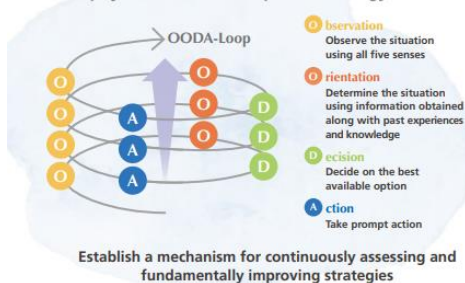 OODA-Loop
O O O O
A A A
O O O
D D D
O bservation
Observe the situation
using all five senses
O rientation
Determine the situation
using information obtained
along with past experiences
and knowledge
D ecision
Decide on the best
available option
A ction
Take prompt action
Establish a mechanism for continuously assessing and
fundamentally improving strategies